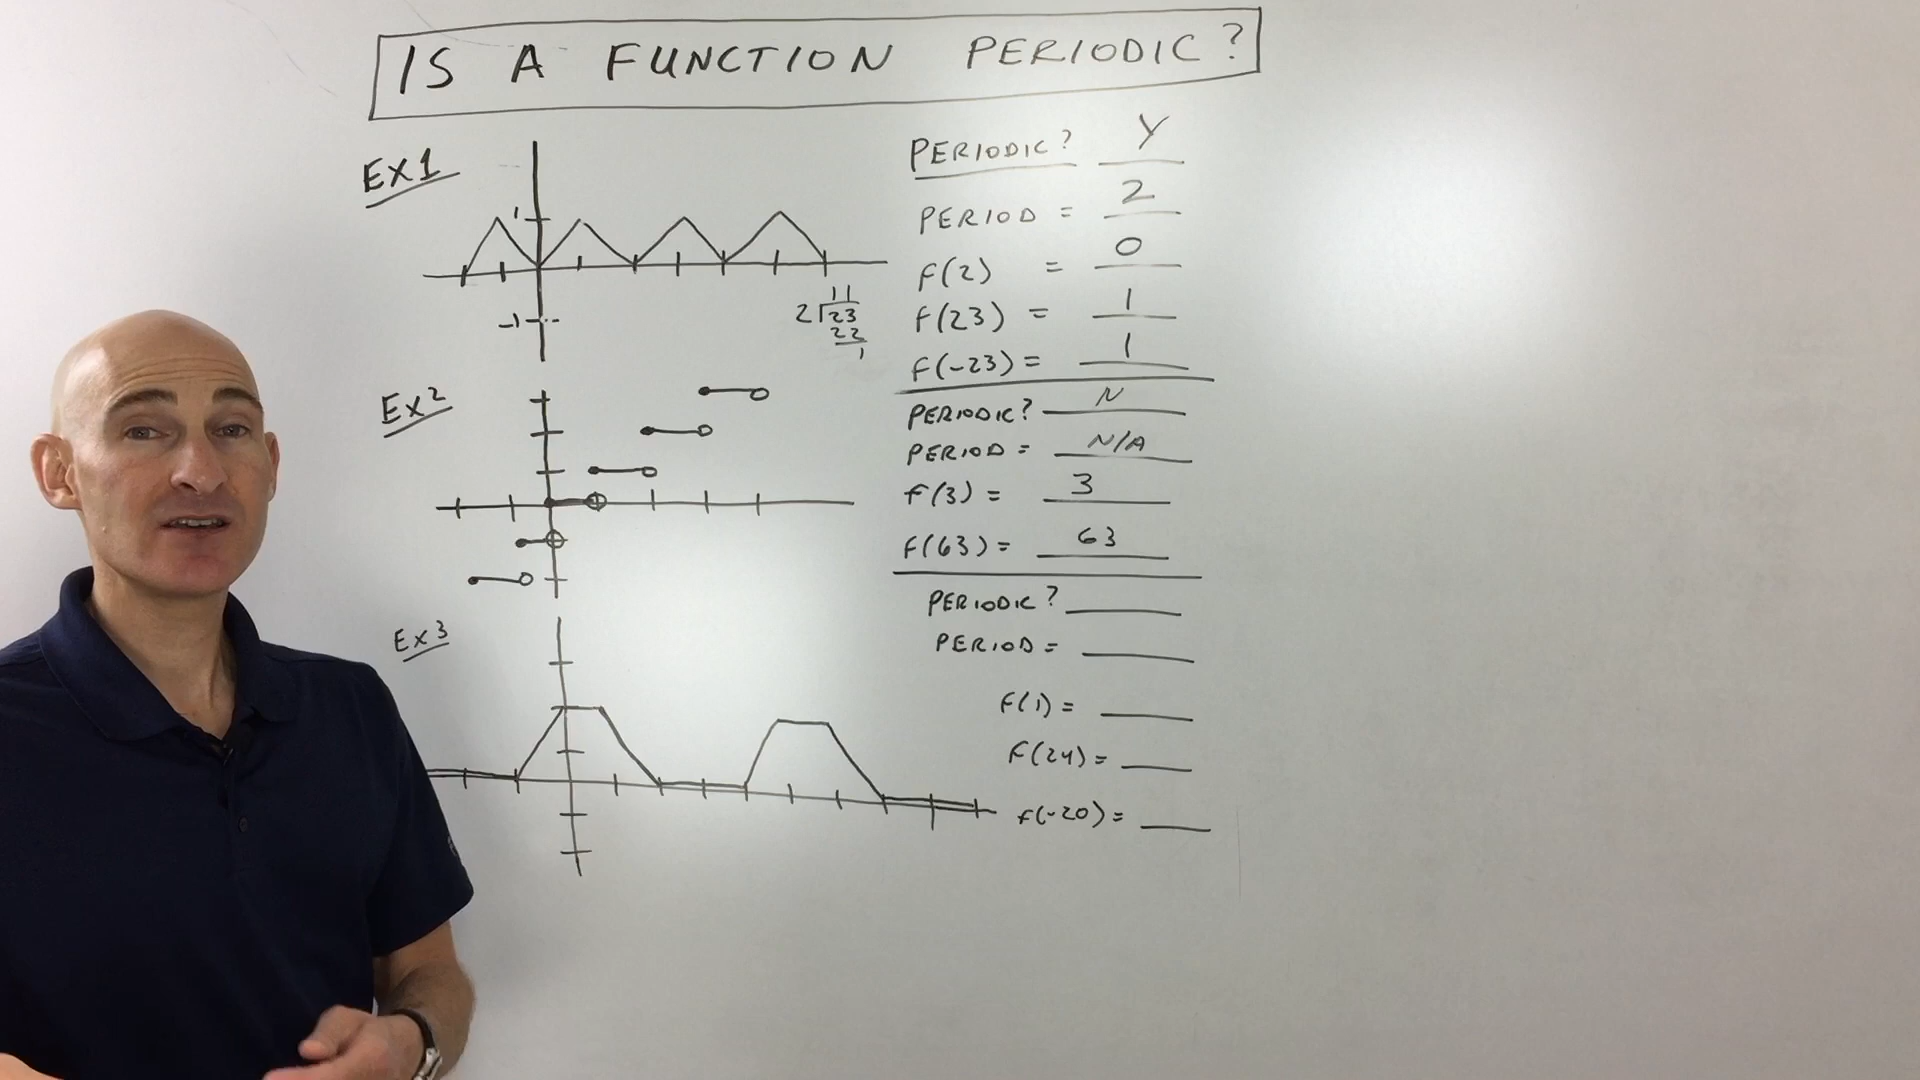 IS A FUNCTION PERIODIC?
Ex1
1
-1
11
2 23
22
1
PERIODIC? Y
PERIOD = 2
f(2) = 0
f(23) = 1
f(-23) = 1
Ex2
PERIODIC? N
PERIOD = N/A
f(3) = 3
f(63) = 63
Ex3
PERIODIC?
PERIOD =
f(1) =
f(24) =
f(-20) =